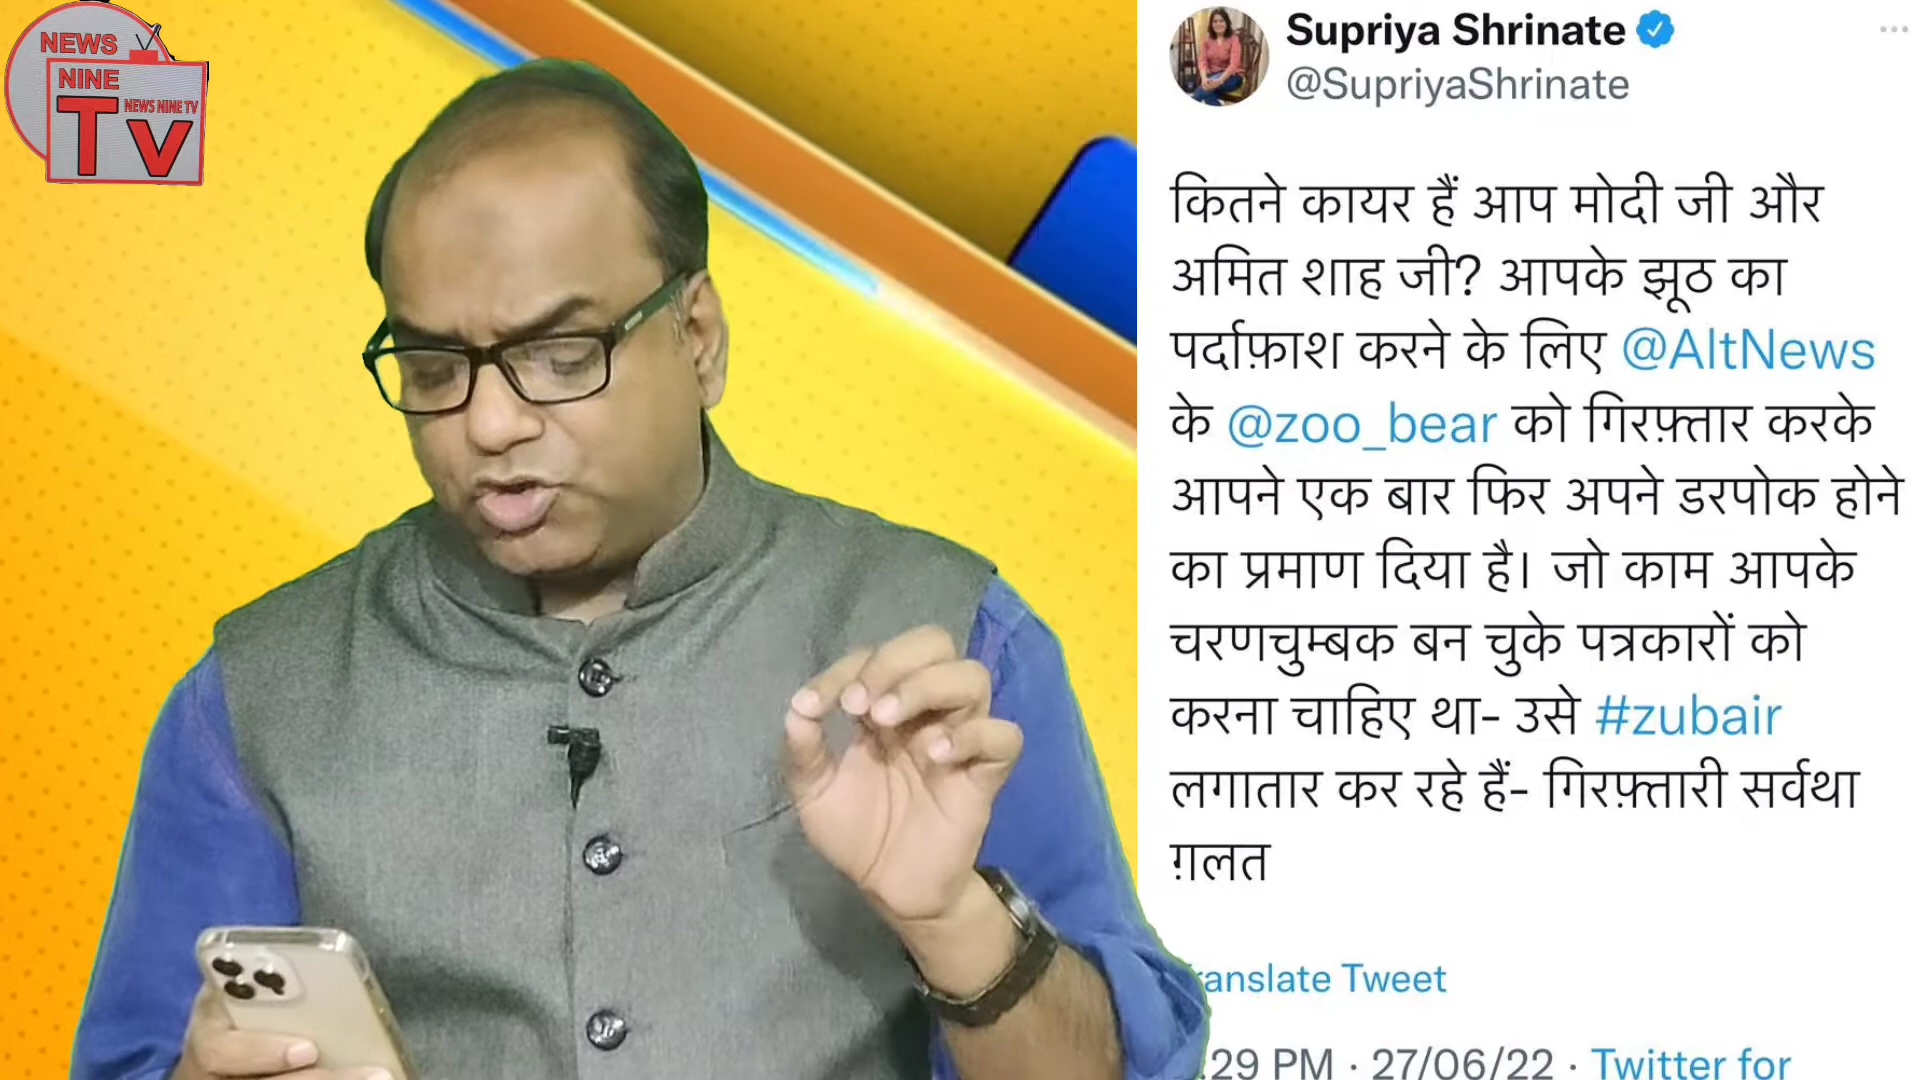 NEWS
NINE
NEWS NINE TV
TV
Supriya Shrinate
@SupriyaShrinate
कितने कायर हैं आप मोदी जी और
अमित शाह जी? आपके झूठ का
पर्दाफ़ाश करने के लिए @AltNews
के @zoo_bear को गिरफ़्तार करके
आपने एक बार फिर अपने डरपोक होने
का प्रमाण दिया है। जो काम आपके
चरणचुम्बक बन चुके पत्रकारों को
करना चाहिए था- उसे #zubair
लगातार कर रहे हैं- गिरफ़्तारी सर्वथा
ग़लत
anslate Tweet
:29 PM · 27/06/22 · Twitter for